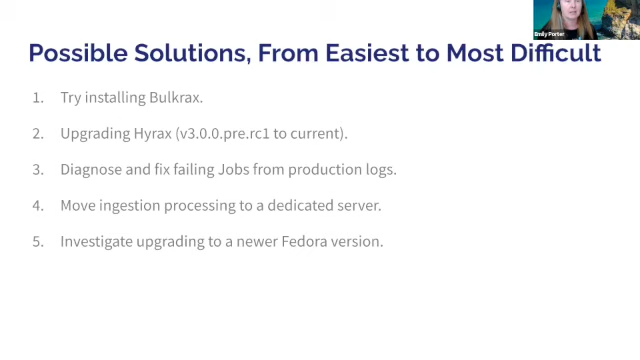 Emily Porter
Possible Solutions, From Easiest to Most Difficult
1. Try installing Bulkrax.
2. Upgrading Hyrax (v3.0.0.pre.rc1 to current).
3. Diagnose and fix failing Jobs from production logs.
4. Move ingestion processing to a dedicated server.
5. Investigate upgrading to a newer Fedora version.